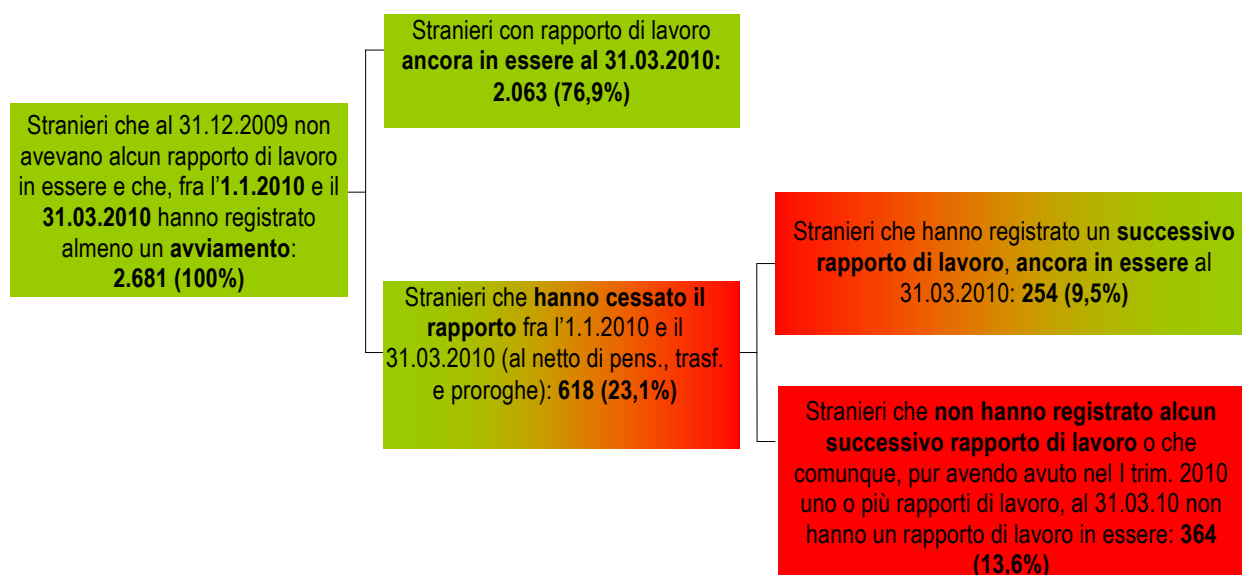 Stranieri che al 31.12.2009 non
avevano alcun rapporto di lavoro
in essere e che, fra l'1.1.2010 e il
31.03.2010 hanno registrato
almeno un avviamento:
2.681 (100%)
Stranieri con rapporto di lavoro
ancora in essere al 31.03.2010:
2.063 (76,9%)
Stranieri che hanno cessato il
rapporto fra l'1.1.2010 e il
31.03.2010 (al netto di pens., trasf.
e proroghe): 618 (23,1%)
Stranieri che hanno registrato un successivo
rapporto di lavoro, ancora in essere al
31.03.2010: 254 (9,5%)
Stranieri che non hanno registrato alcun
successivo rapporto di lavoro o che
comunque, pur avendo avuto nel I trim. 2010
uno o più rapporti di lavoro, al 31.03.10 non
hanno un rapporto di lavoro in essere: 364
(13,6%)